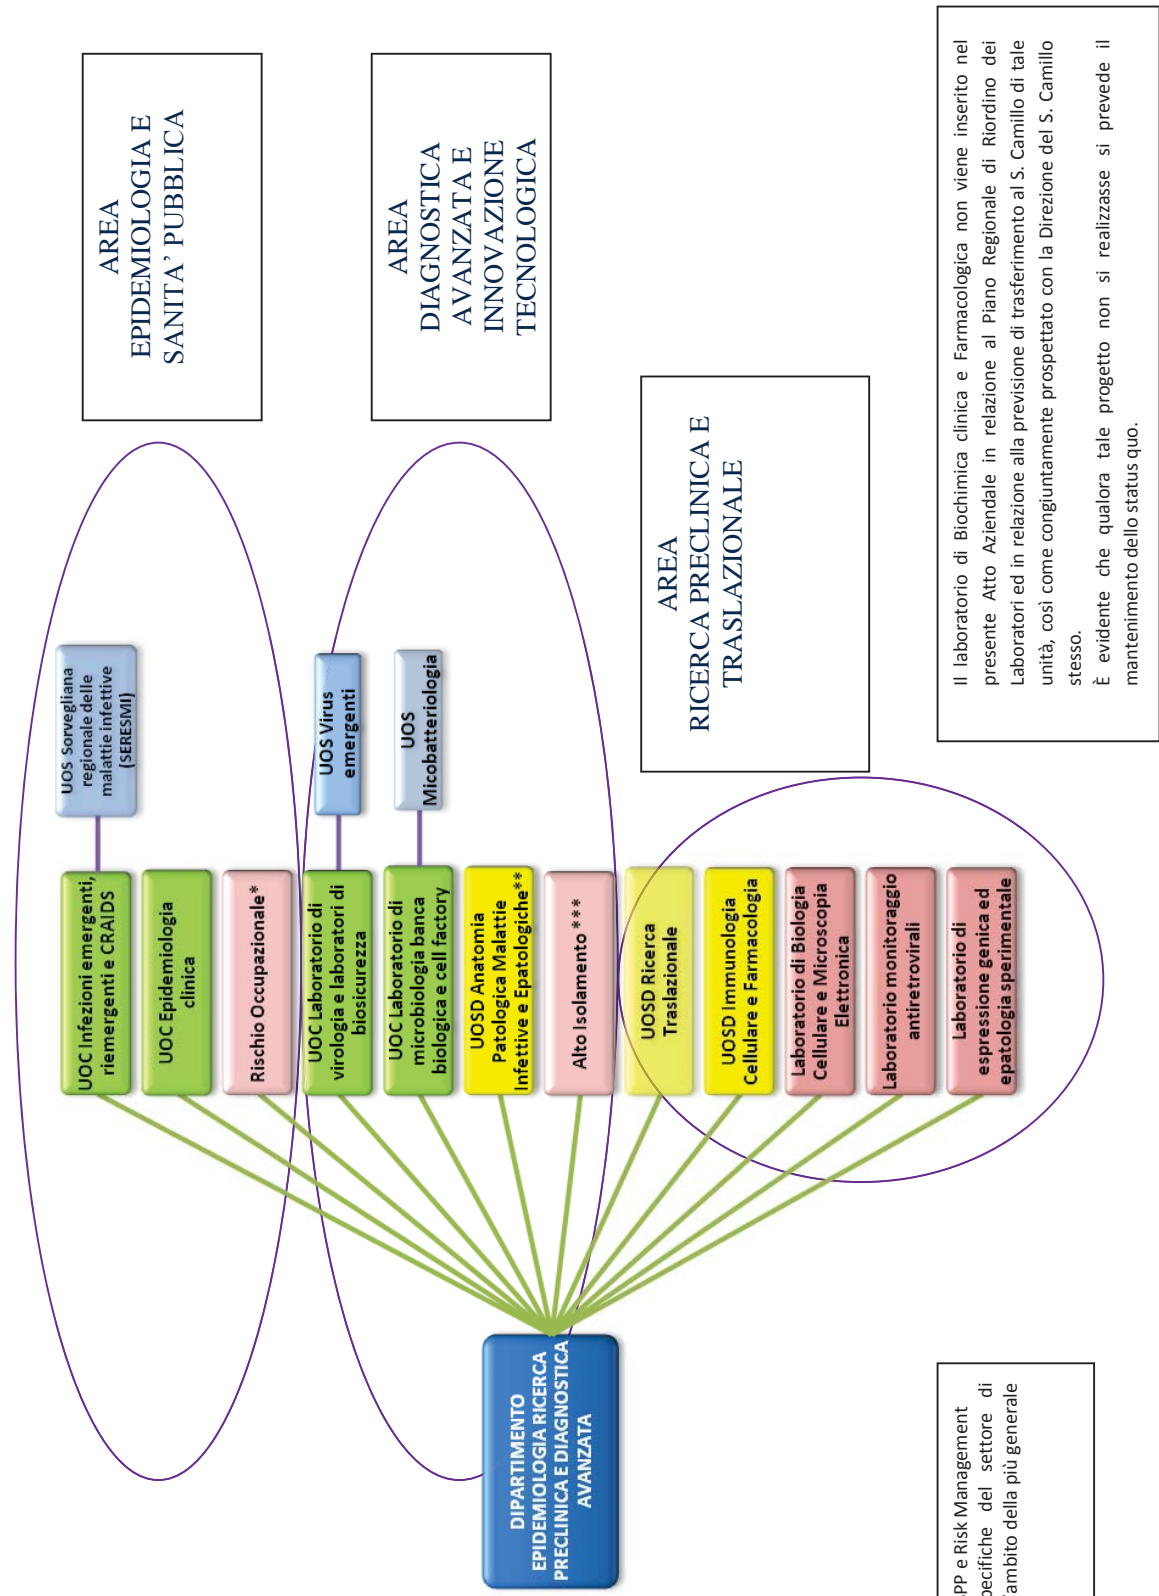 DIPARTIMENTO
EPIDEMIOLOGIA RICERCA
PRECLINICA E DIAGNOSTICA
AVANZATA
UOC Infezioni emergenti,
riemergenti e CRAIDS
UOS Sorvegliana
regionale delle
malattie infettive
(SERESMI)
UOC Epidemiologia
clinica
Rischio Occupazionale*
UOC Laboratorio di
virologia e laboratori di
biosicurezza
UOS Virus
emergenti
UOC Laboratorio di
microbiologia banca
biologica e cell factory
UOS
Micobatteriologia
UOSD Anatomia
Patologica Malattie
Infettive e Epatologiche**
Alto Isolamento ***
UOSD Ricerca
Traslazionale
UOSD Immunologia
Cellulare e Farmacologia
Laboratorio di Biologia
Cellulare e Microscopia
Elettronica
Laboratorio monitoraggio
antiretrovirali
Laboratorio di
espressione genica ed
epatologia sperimentale
AREA
EPIDEMIOLOGIA E
SANITA’ PUBBLICA
AREA
DIAGNOSTICA
AVANZATA E
INNOVAZIONE
TECNOLOGICA
AREA
RICERCA PRECLINICA E
TRASLAZIONALE
PP e Risk Management
pecifiche del settore di
’ambito della più generale
Il laboratorio di Biochimica clinica e Farmacologica non viene inserito nel
presente Atto Aziendale in relazione al Piano Regionale di Riordino dei
Laboratori ed in relazione alla previsione di trasferimento al S. Camillo di tale
unità, così come congiuntamente prospettato con la Direzione del S. Camillo
stesso.
È evidente che qualora tale progetto non si realizzasse si prevede il
mantenimento dello status quo.